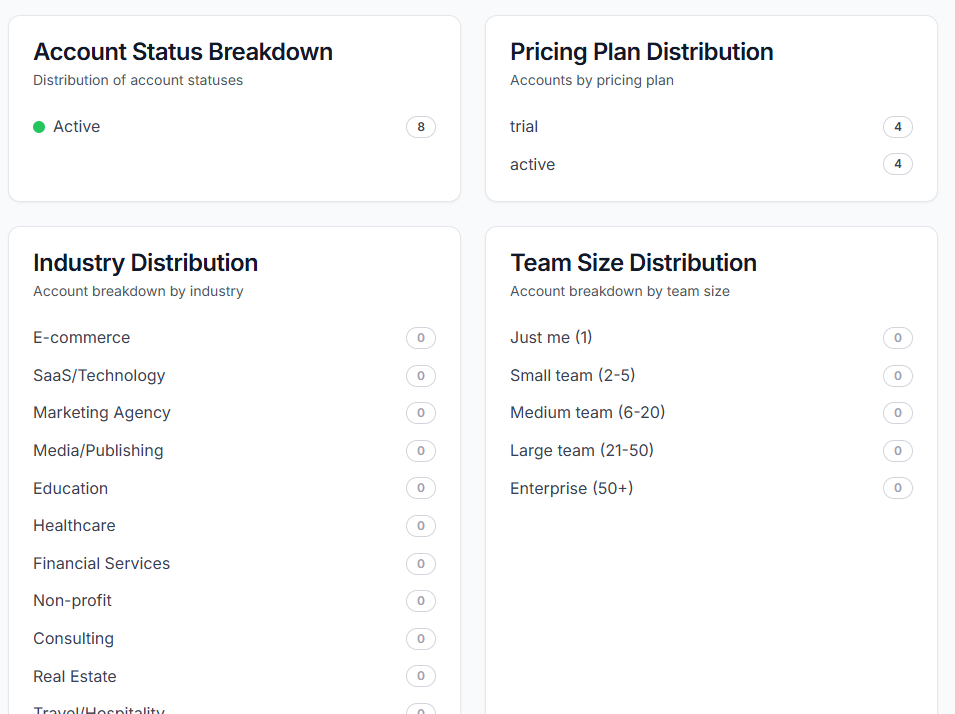 Account Status Breakdown
Distribution of account statuses
Active 8
Pricing Plan Distribution
Accounts by pricing plan
trial 4
active 4
Industry Distribution
Account breakdown by industry
E-commerce 0
SaaS/Technology 0
Marketing Agency 0
Media/Publishing 0
Education 0
Healthcare 0
Financial Services 0
Non-profit 0
Consulting 0
Real Estate 0
Travel/Hospitality 0
Team Size Distribution
Account breakdown by team size
Just me (1) 0
Small team (2-5) 0
Medium team (6-20) 0
Large team (21-50) 0
Enterprise (50+) 0